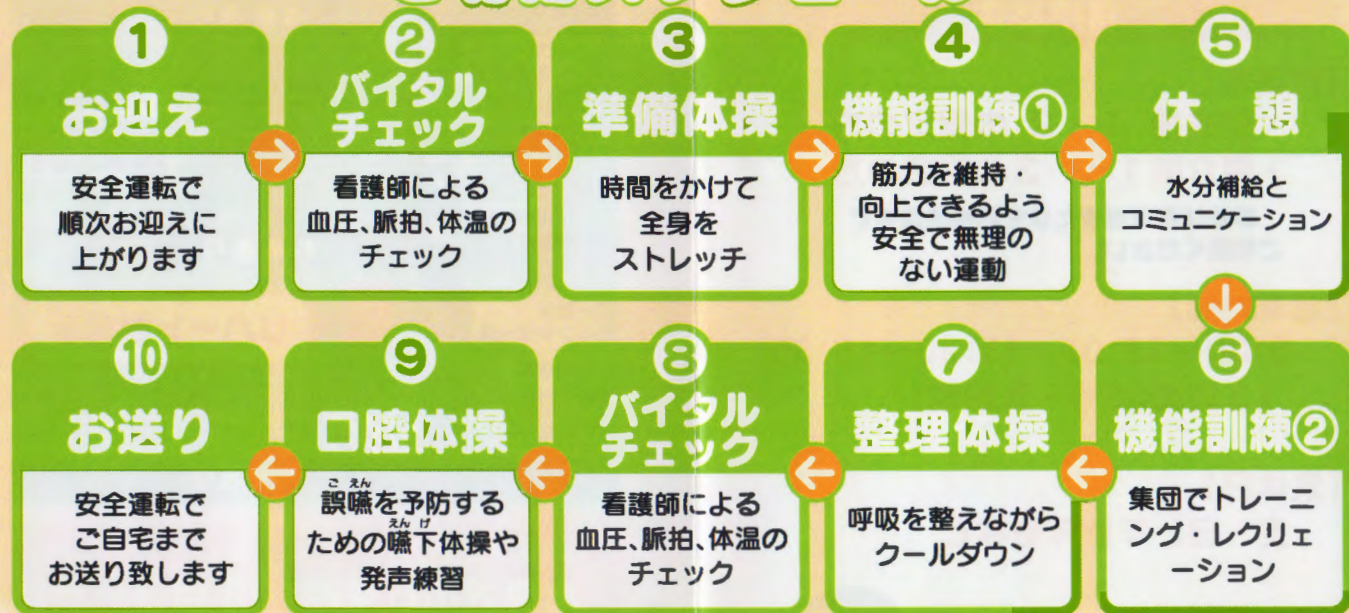 ①
お迎え
安全運転で
順次お迎えに
上がります
②
バイタル
チェック
看護師による
血圧、脈拍、体温の
チェック
③
準備体操
時間をかけて
全身を
ストレッチ
④
機能訓練①
筋力を維持・
向上できるよう
安全で無理の
ない運動
⑤
休 憩
水分補給と
コミュニケーション
⑥
機能訓練②
集団でトレーニ
ング・レクリエ
ーション
⑦
整理体操
呼吸を整えながら
クールダウン
⑧
バイタル
チェック
看護師による
血圧、脈拍、体温の
チェック
⑨
口腔体操
ごえん
誤嚥を予防する
えんげ
ための嚥下体操や
発声練習
⑩
お送り
安全運転で
ご自宅まで
お送り致します